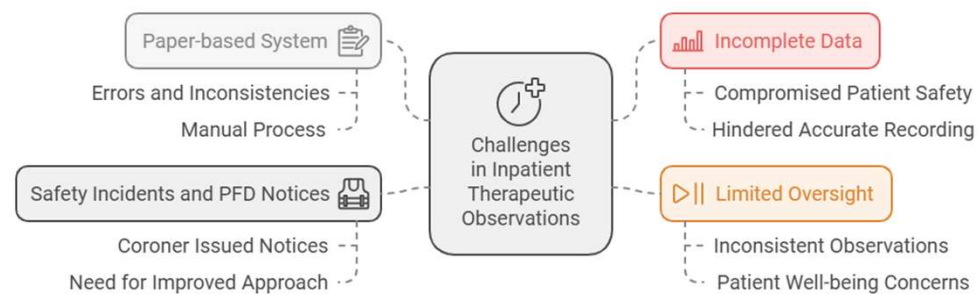 Paper-based System
Errors and Inconsistencies
Manual Process
Safety Incidents and PFD Notices
Coroner Issued Notices
Need for Improved Approach
Challenges
in Inpatient
Therapeutic
Observations
Incomplete Data
Compromised Patient Safety
Hindered Accurate Recording
Limited Oversight
Inconsistent Observations
Patient Well-being Concerns